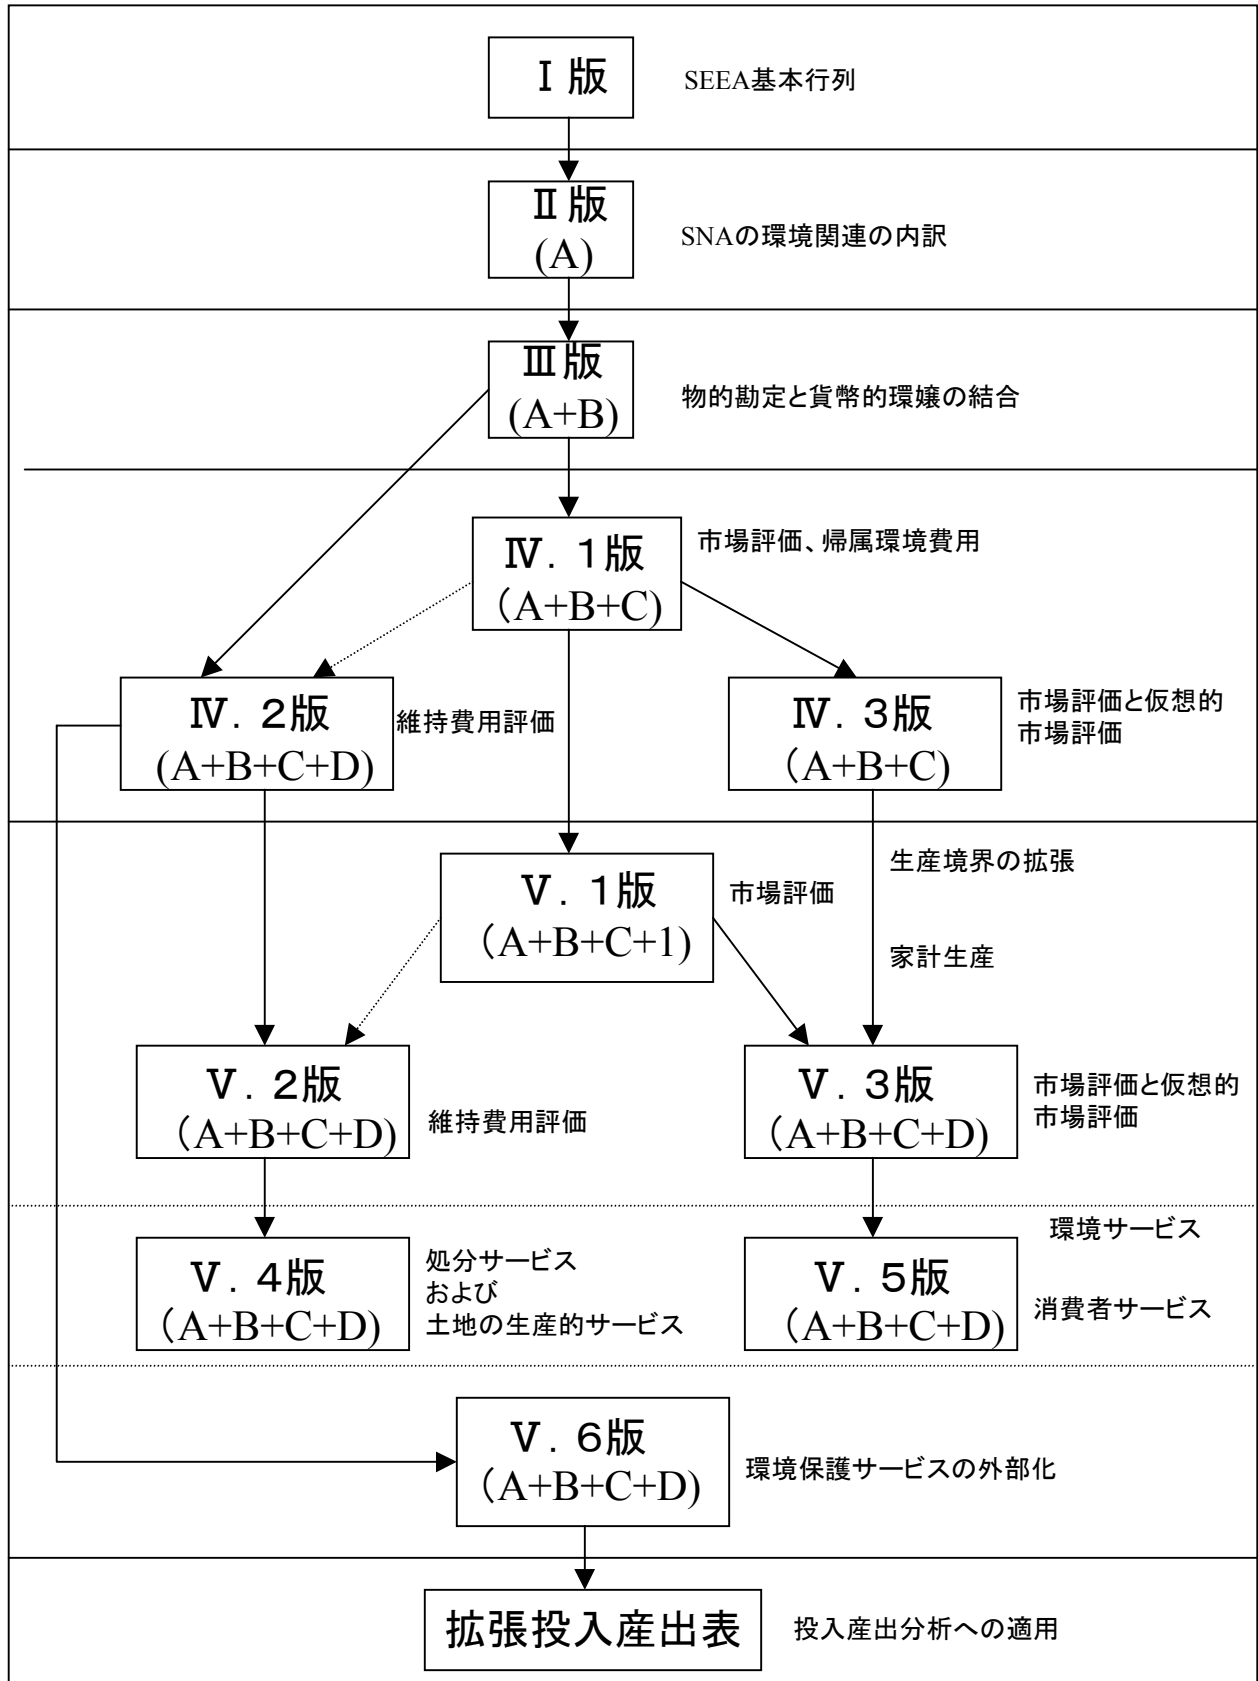 Ⅰ版
SEEA基本行列
Ⅱ版
(A)
SNAの環境関連の内訳
Ⅲ版
(A+B)
物的勘定と貨幣的環嬢の結合
Ⅳ. 1版
(A+B+C)
市場評価、帰属環境費用
Ⅳ. 2版
(A+B+C+D)
維持費用評価
Ⅳ. 3版
(A+B+C)
市場評価と仮想的
市場評価
Ⅴ. 1版
(A+B+C+1)
市場評価
生産境界の拡張
家計生産
Ⅴ. 2版
(A+B+C+D)
維持費用評価
Ⅴ. 3版
(A+B+C+D)
市場評価と仮想的
市場評価
環境サービス
Ⅴ. 4版
(A+B+C+D)
処分サービス
および
土地の生産的サービス
Ⅴ. 5版
(A+B+C+D)
消費者サービス
Ⅴ. 6版
(A+B+C+D)
環境保護サービスの外部化
拡張投入産出表
投入産出分析への適用